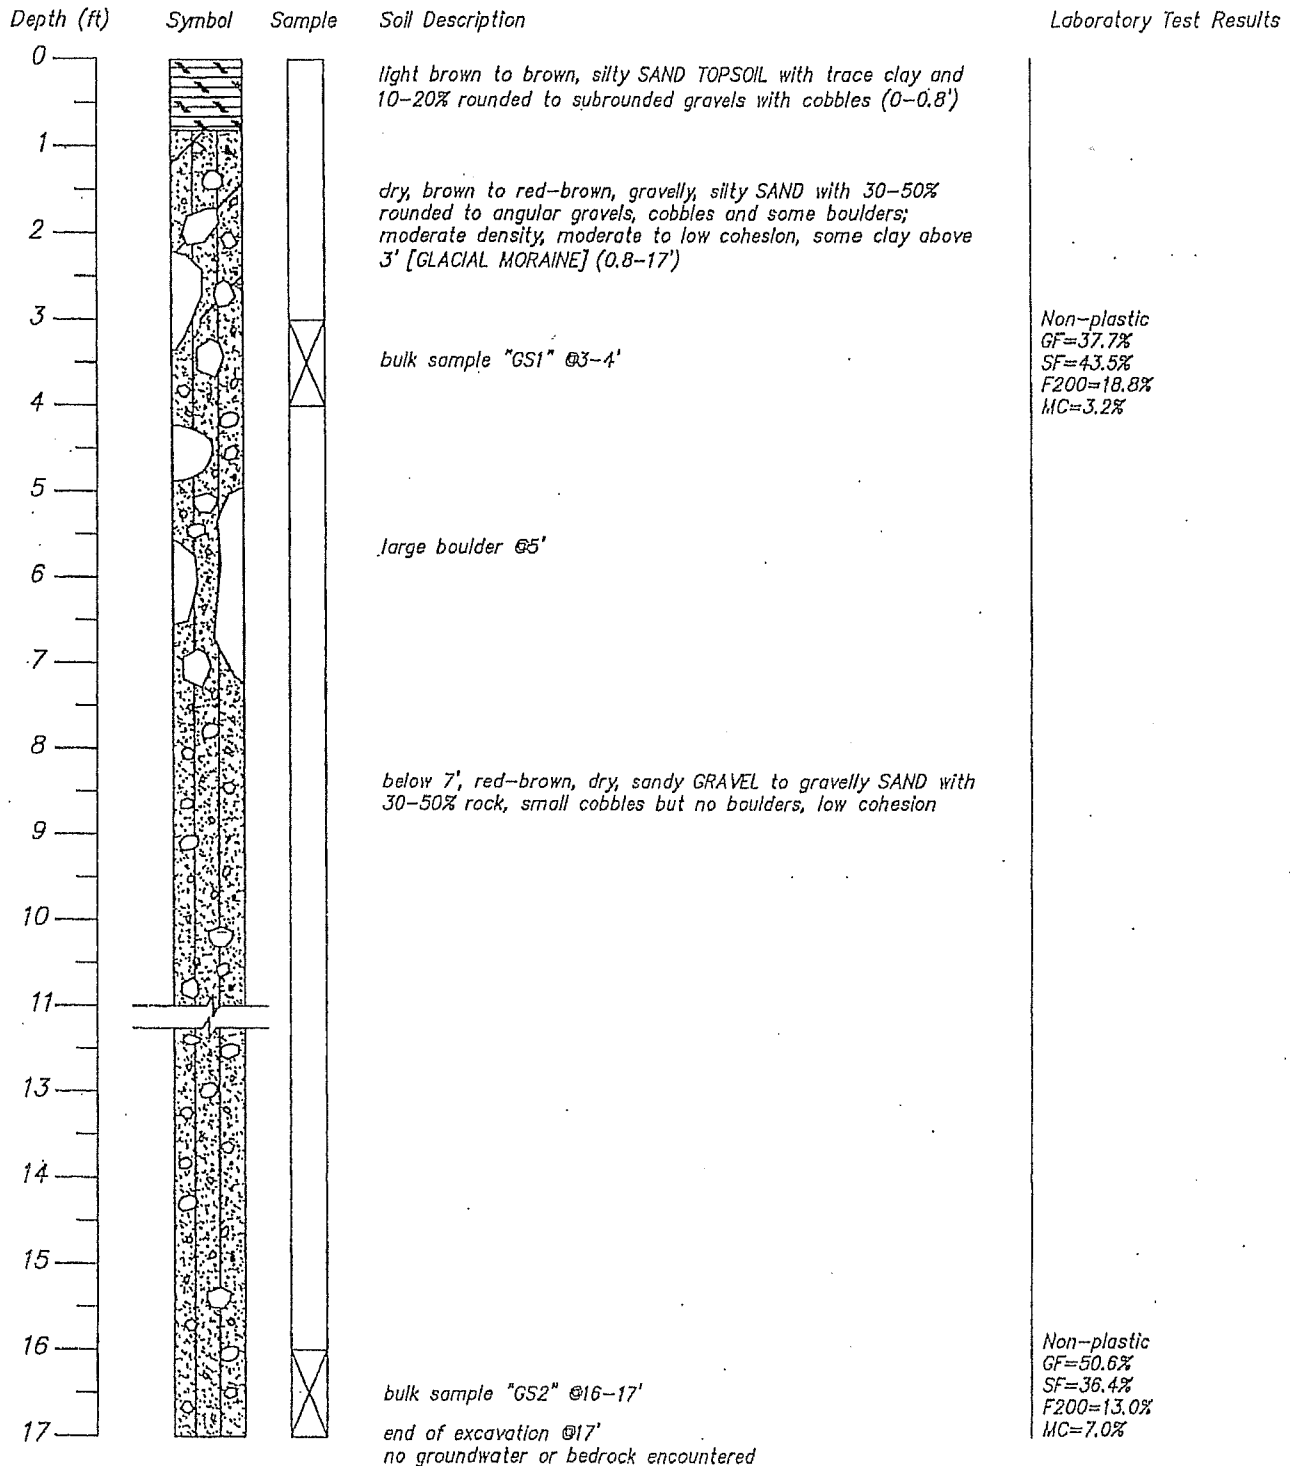 Depth (ft) Symbol Sample Soil Description Laboratory Test Results
0
light brown to brown, silty SAND TOPSOIL with trace clay and
10-20% rounded to subrounded gravels with cobbles (0-0.8')
1
dry, brown to red-brown, gravelly, silty SAND with 30-50%
rounded to angular gravels, cobbles and some boulders;
2
moderate density, moderate to low cohesion, some clay above
3' [GLACIAL MORAINE] (0.8-17')
3
Non-plastic
GF=37.7%
bulk sample "GS1" @3-4'
SF=43.5%
F200=18.8%
4
MC=3.2%
5
large boulder @5'
6
7
8
below 7', red-brown, dry, sandy GRAVEL to gravelly SAND with
30-50% rock, small cobbles but no boulders, low cohesion
9
10
11
13
14
15
16
Non-plastic
GF=50.6%
bulk sample "GS2" @16-17'
SF=36.4%
F200=13.0%
17
end of excavation @17'
MC=7.0%
no groundwater or bedrock encountered